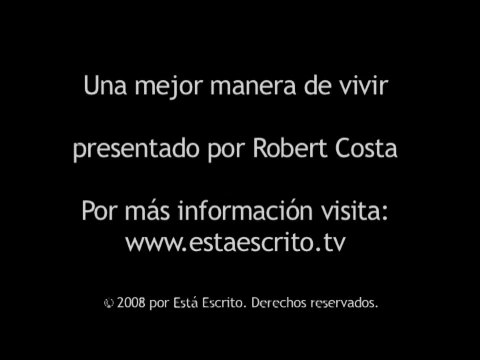 Una mejor manera de vivir
presentado por Robert Costa
Por más información visita:
www.estaescrito.tv
© 2008 por Está Escrito. Derechos reservados.